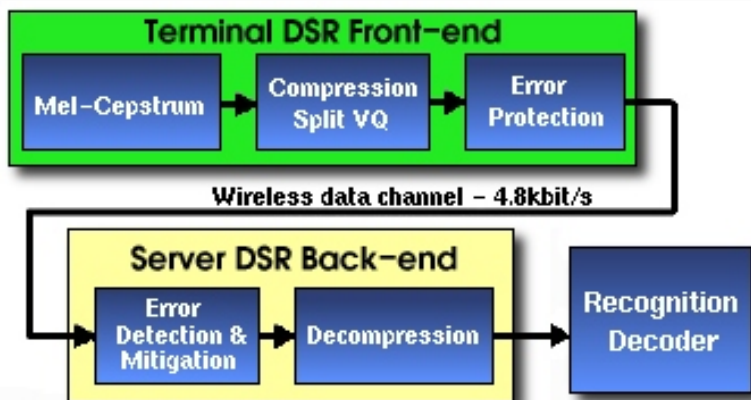 Terminal DSR Front-end
Mel-Cepstrum
Compression
Split VQ
Error
Protection
Wireless data channel - 4.8kbit/s
Server DSR Back-end
Error
Detection &
Mitigation
Decompression
Recognition
Decoder